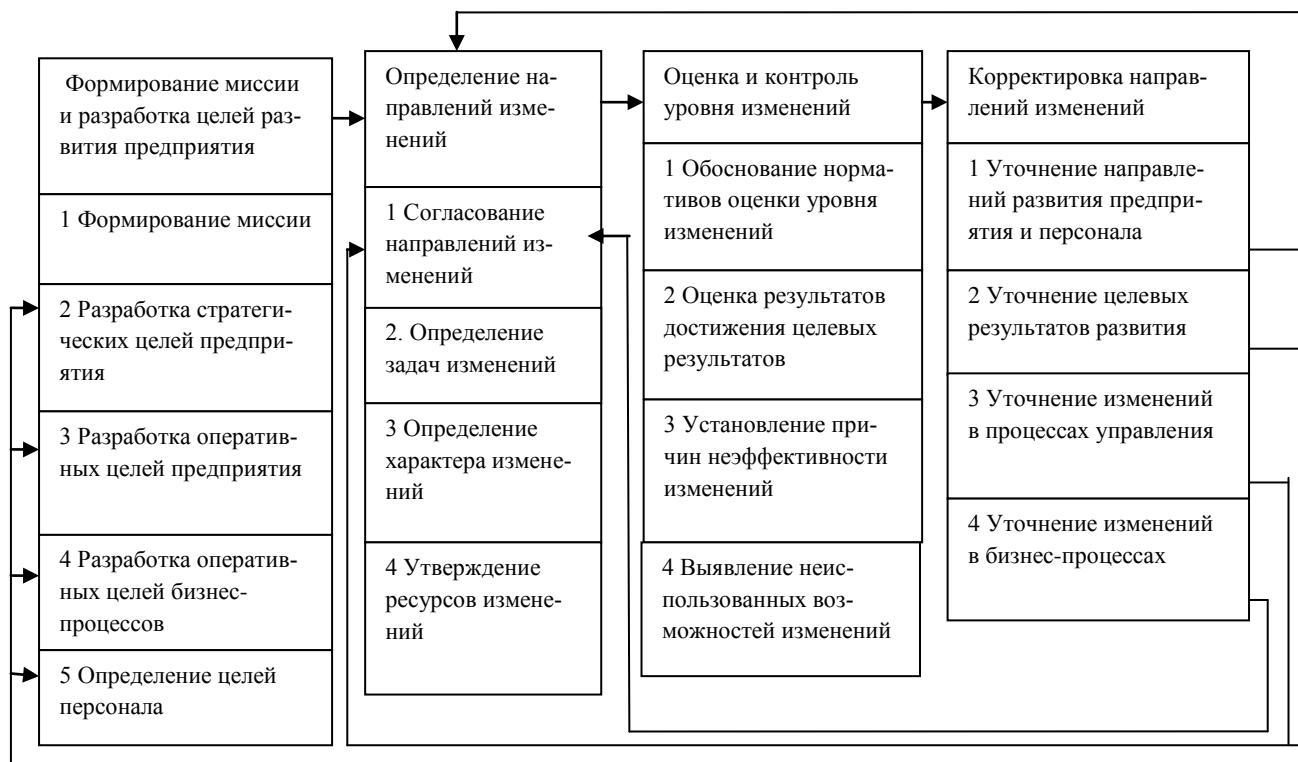 Формирование миссии
и разработка целей раз-
вития предприятия
1 Формирование миссии
2 Разработка стратеги-
ческих целей предпри-
ятия
3 Разработка оператив-
ных целей предприятия
4 Разработка оператив-
ных целей бизнес-
процессов
5 Определение целей
персонала
Определение на-
правлений изме-
нений
1 Согласование
направлений из-
менений
2. Определение
задач изменений
3 Определение
характера измене-
ний
4 Утверждение
ресурсов измене-
ний
Оценка и контроль
уровня изменений
1 Обоснование норма-
тивов оценки уровня
изменений
2 Оценка результатов
достижения целевых
результатов
3 Установление при-
чин неэффективности
изменений
4 Выявление неис-
пользованных воз-
можностей изменений
Корректировка направ-
лений изменений
1 Уточнение направле-
ний развития предпри-
ятия и персонала
2 Уточнение целевых
результатов развития
3 Уточнение изменений
в процессах управления
4 Уточнение изменений
в бизнес-процессах